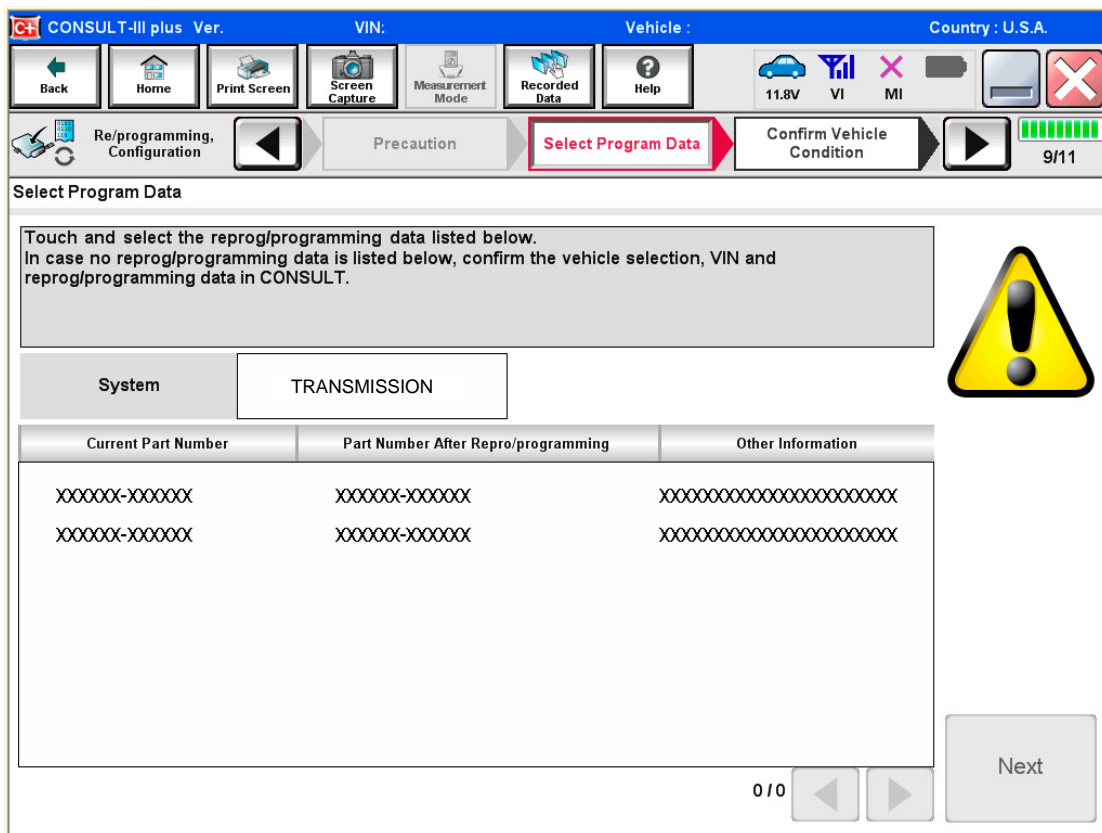 C+ CONSULT-III plus Ver. VIN: Vehicle : Country : U.S.A.
Back
Home
Print Screen
Screen
Capture
Measurement
Mode
Recorded
Data
Help
11.8V
VI
MI
Re/programming,
Configuration
Precaution
Select Program Data
Confirm Vehicle
Condition
9/11
Select Program Data
Touch and select the reprog/programming data listed below.
In case no reprog/programming data is listed below, confirm the vehicle selection, VIN and
reprog/programming data in CONSULT.
System
TRANSMISSION
Current Part Number Part Number After Repro/programming Other Information
XXXXXX-XXXXXX XXXXXX-XXXXXX XXXXXXXXXXXXXXXXXXXXXX
XXXXXX-XXXXXX XXXXXX-XXXXXX XXXXXXXXXXXXXXXXXXXXXX
Next
0/0